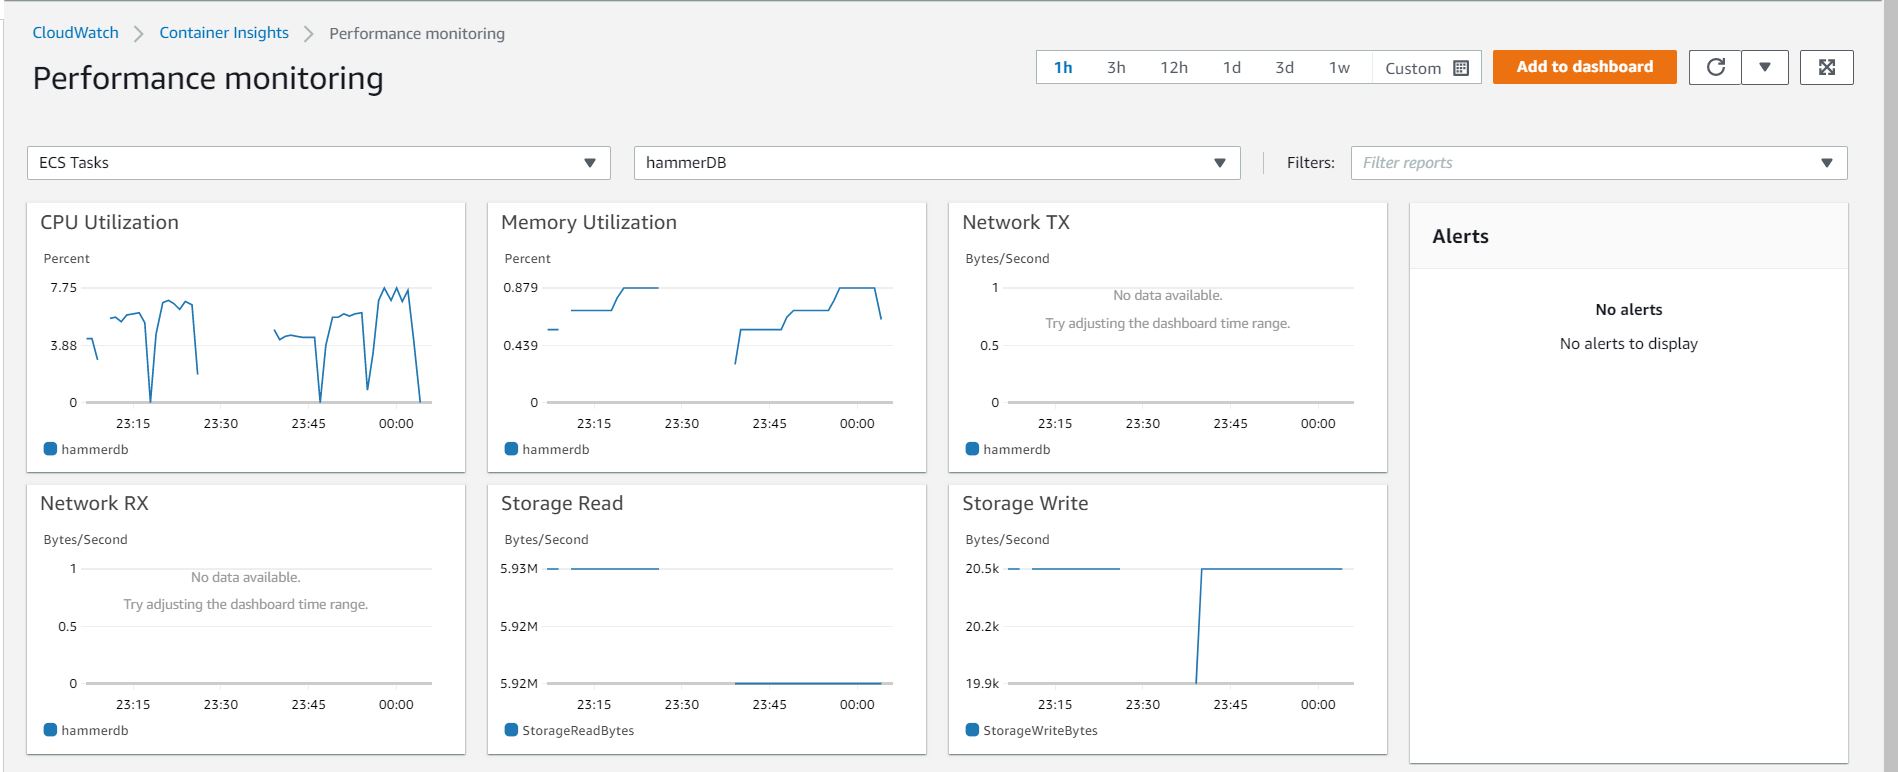 CloudWatch > Container Insights > Performance monitoring
Performance monitoring
1h 3h 12h 1d 3d 1w Custom
Add to dashboard
ECS Tasks
hammerDB
Filters:
Filter reports
CPU Utilization
Percent
7.75
3.88
0
23:15 23:30 23:45 00:00
hammerdb
Memory Utilization
Percent
0.879
0.439
0
23:15 23:30 23:45 00:00
hammerdb
Network TX
Bytes/Second
1
No data available.
Try adjusting the dashboard time range.
0.5
0
23:15 23:30 23:45 00:00
hammerdb
Alerts
No alerts
No alerts to display
Network RX
Bytes/Second
1
No data available.
Try adjusting the dashboard time range.
0.5
0
23:15 23:30 23:45 00:00
hammerdb
Storage Read
Bytes/Second
5.93M
5.92M
5.92M
23:15 23:30 23:45 00:00
StorageReadBytes
Storage Write
Bytes/Second
20.5k
20.2k
19.9k
23:15 23:30 23:45 00:00
StorageWriteBytes